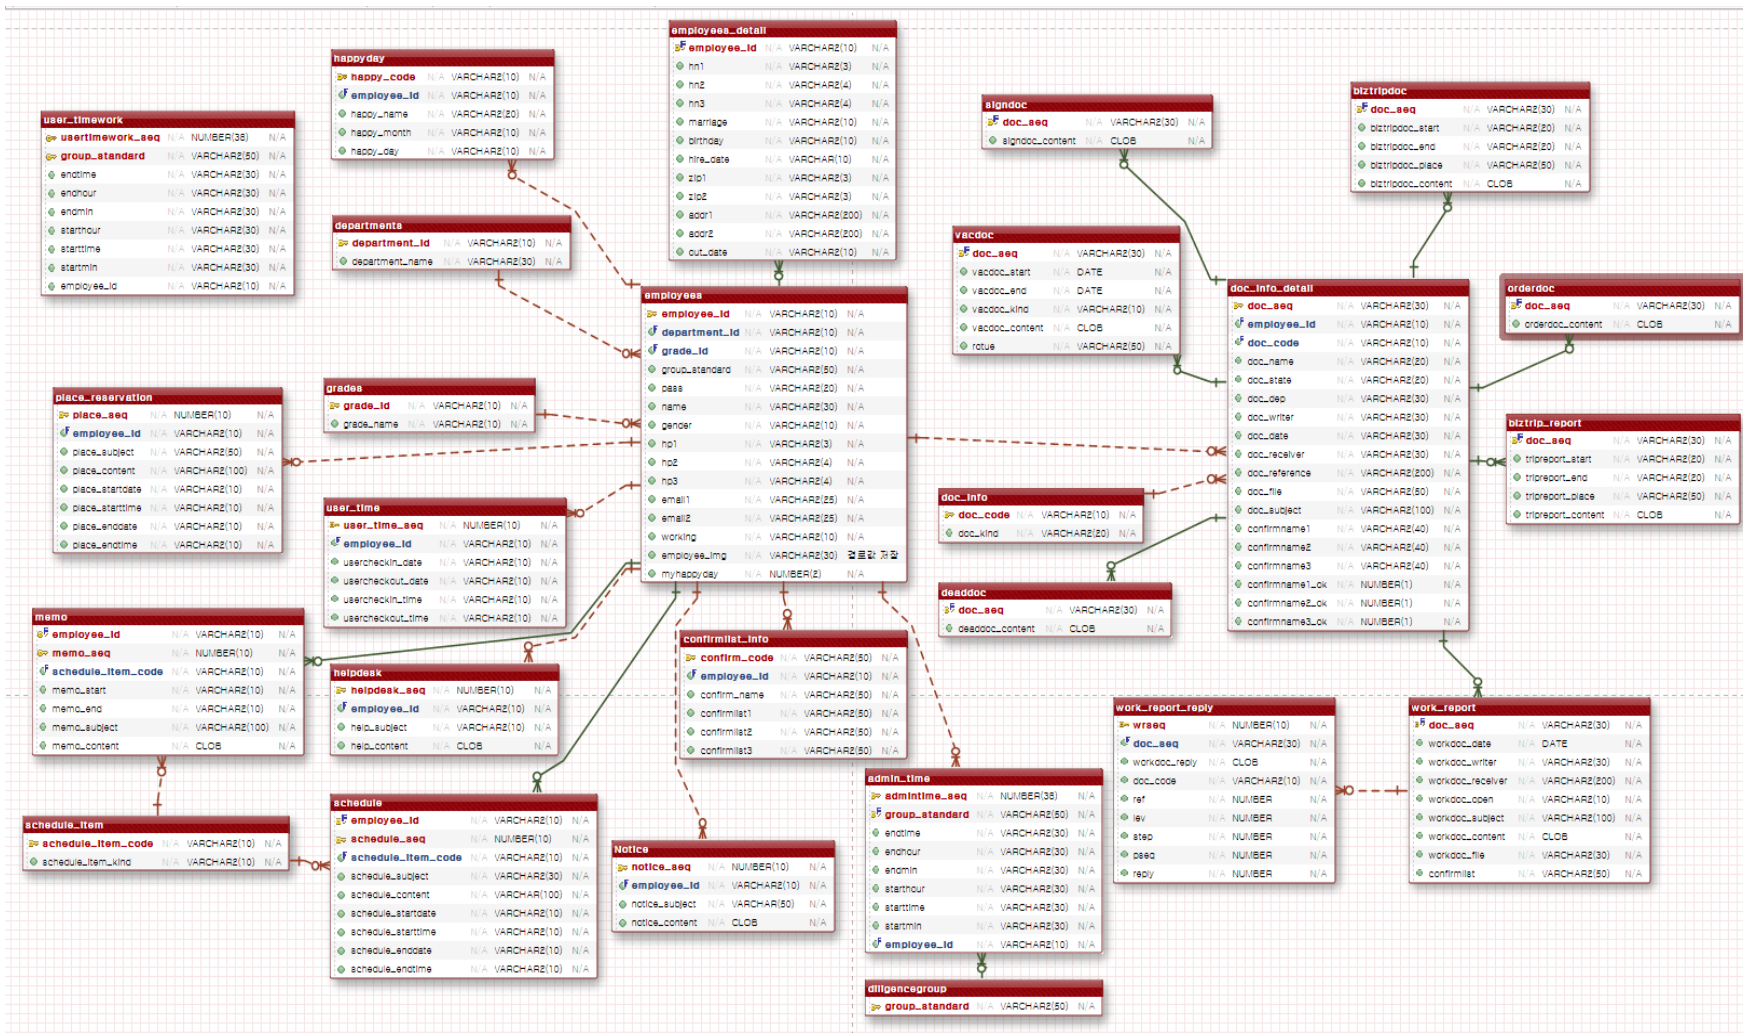 employees_detail
employee_id N/A VARCHAR2(10) N/A
hn1 N/A VARCHAR2(3) N/A
hn2 N/A VARCHAR2(4) N/A
hn3 N/A VARCHAR2(4) N/A
marriage N/A VARCHAR2(10) N/A
birthday N/A VARCHAR2(10) N/A
hire_date N/A VARCHAR(10) N/A
zip1 N/A VARCHAR2(3) N/A
zip2 N/A VARCHAR2(3) N/A
addr1 N/A VARCHAR2(200) N/A
addr2 N/A VARCHAR2(200) N/A
out_date N/A VARCHAR2(10) N/A
happyday
happy_code N/A VARCHAR2(10) N/A
employee_id N/A VARCHAR2(10) N/A
happy_name N/A VARCHAR2(20) N/A
happy_month N/A VARCHAR2(10) N/A
happy_day N/A VARCHAR2(10) N/A
user_timework
usertimework_seq N/A NUMBER(38) N/A
group_standard N/A VARCHAR2(50) N/A
endtime N/A VARCHAR2(30) N/A
endhour N/A VARCHAR2(30) N/A
endmin N/A VARCHAR2(30) N/A
starthour N/A VARCHAR2(30) N/A
starttime N/A VARCHAR2(30) N/A
startmin N/A VARCHAR2(30) N/A
employee_id N/A VARCHAR2(10) N/A
departments
department_id N/A VARCHAR2(10) N/A
department_name N/A VARCHAR2(30) N/A
signdoc
doc_seq N/A VARCHAR2(30) N/A
signdoc_content N/A CLOB N/A
biztripdoc
doc_seq N/A VARCHAR2(30) N/A
biztripdoc_start N/A VARCHAR2(20) N/A
biztripdoc_end N/A VARCHAR2(20) N/A
biztripdoc_place N/A VARCHAR2(50) N/A
biztripdoc_content N/A CLOB N/A
vacdoc
doc_seq N/A VARCHAR2(30) N/A
vacdoc_start N/A DATE N/A
vacdoc_end N/A DATE N/A
vacdoc_kind N/A VARCHAR2(10) N/A
vacdoc_content N/A CLOB N/A
rotue N/A VARCHAR2(50) N/A
employees
employee_id N/A VARCHAR2(10) N/A
department_id N/A VARCHAR2(10) N/A
grade_id N/A VARCHAR2(10) N/A
group_standard N/A VARCHAR2(50) N/A
pass N/A VARCHAR2(20) N/A
name N/A VARCHAR2(30) N/A
gender N/A VARCHAR2(10) N/A
hp1 N/A VARCHAR2(3) N/A
hp2 N/A VARCHAR2(4) N/A
hp3 N/A VARCHAR2(4) N/A
email1 N/A VARCHAR2(25) N/A
email2 N/A VARCHAR2(25) N/A
working N/A VARCHAR2(10) N/A
employee_img N/A VARCHAR2(30) 경로값 저장
myhappyday N/A NUMBER(2) N/A
doc_info_detail
doc_seq N/A VARCHAR2(30) N/A
employee_id N/A VARCHAR2(10) N/A
doc_code N/A VARCHAR2(10) N/A
doc_name N/A VARCHAR2(20) N/A
doc_state N/A VARCHAR2(20) N/A
doc_dep N/A VARCHAR2(30) N/A
doc_writer N/A VARCHAR2(30) N/A
doc_date N/A VARCHAR2(30) N/A
doc_receiver N/A VARCHAR2(30) N/A
doc_reference N/A VARCHAR2(200) N/A
doc_file N/A VARCHAR2(50) N/A
doc_subject N/A VARCHAR2(100) N/A
confirmname1 N/A VARCHAR2(40) N/A
confirmname2 N/A VARCHAR2(40) N/A
confirmname3 N/A VARCHAR2(40) N/A
confirmname1_ok N/A NUMBER(1) N/A
confirmname2_ok N/A NUMBER(1) N/A
confirmname3_ok N/A NUMBER(1) N/A
orderdoc
doc_seq N/A VARCHAR2(30) N/A
orderdoc_content N/A CLOB N/A
grades
grade_id N/A VARCHAR2(10) N/A
grade_name N/A VARCHAR2(10) N/A
place_reservation
place_seq N/A NUMBER(10) N/A
employee_id N/A VARCHAR2(10) N/A
place_subject N/A VARCHAR2(50) N/A
place_content N/A VARCHAR2(100) N/A
place_startdate N/A VARCHAR2(10) N/A
place_starttime N/A VARCHAR2(10) N/A
place_enddate N/A VARCHAR2(10) N/A
place_endtime N/A VARCHAR2(10) N/A
biztrip_report
doc_seq N/A VARCHAR2(30) N/A
tripreport_start N/A VARCHAR2(20) N/A
tripreport_end N/A VARCHAR2(20) N/A
tripreport_place N/A VARCHAR2(50) N/A
tripreport_content N/A CLOB N/A
doc_info
doc_code N/A VARCHAR2(10) N/A
doc_kind N/A VARCHAR2(20) N/A
user_time
user_time_seq N/A NUMBER(10) N/A
employee_id N/A VARCHAR2(10) N/A
usercheckin_date N/A VARCHAR2(10) N/A
usercheckout_date N/A VARCHAR2(10) N/A
usercheckin_time N/A VARCHAR2(10) N/A
usercheckout_time N/A VARCHAR2(10) N/A
deaddoc
doc_seq N/A VARCHAR2(30) N/A
deaddoc_content N/A CLOB N/A
memo
employee_id N/A VARCHAR2(10) N/A
memo_seq N/A NUMBER(10) N/A
schedule_item_code N/A VARCHAR2(10) N/A
memo_start N/A VARCHAR2(10) N/A
memo_end N/A VARCHAR2(10) N/A
memo_subject N/A VARCHAR2(100) N/A
memo_content N/A CLOB N/A
confirmlist_info
confirm_code N/A VARCHAR2(50) N/A
employee_id N/A VARCHAR2(10) N/A
confirm_name N/A VARCHAR2(50) N/A
confirmlist1 N/A VARCHAR2(50) N/A
confirmlist2 N/A VARCHAR2(50) N/A
confirmlist3 N/A VARCHAR2(50) N/A
helpdesk
helpdesk_seq N/A NUMBER(10) N/A
employee_id N/A VARCHAR2(10) N/A
help_subject N/A VARCHAR2(50) N/A
help_content N/A CLOB N/A
work_report_reply
wrseq N/A NUMBER(10) N/A
doc_seq N/A VARCHAR2(30) N/A
workdoc_reply N/A CLOB N/A
doc_code N/A VARCHAR2(10) N/A
ref N/A NUMBER N/A
lev N/A NUMBER N/A
step N/A NUMBER N/A
pseq N/A NUMBER N/A
reply N/A NUMBER N/A
work_report
doc_seq N/A VARCHAR2(30) N/A
workdoc_date N/A DATE N/A
workdoc_writer N/A VARCHAR2(30) N/A
workdoc_receiver N/A VARCHAR2(200) N/A
workdoc_open N/A VARCHAR2(10) N/A
workdoc_subject N/A VARCHAR2(100) N/A
workdoc_content N/A CLOB N/A
workdoc_file N/A VARCHAR2(30) N/A
confirmlist N/A VARCHAR2(50) N/A
admin_time
admintime_seq N/A NUMBER(38) N/A
group_standard N/A VARCHAR2(50) N/A
endtime N/A VARCHAR2(30) N/A
endhour N/A VARCHAR2(30) N/A
endmin N/A VARCHAR2(30) N/A
starthour N/A VARCHAR2(30) N/A
starttime N/A VARCHAR2(30) N/A
startmin N/A VARCHAR2(30) N/A
employee_id N/A VARCHAR2(10) N/A
schedule
employee_id N/A VARCHAR2(10) N/A
schedule_seq N/A NUMBER(10) N/A
schedule_item_code N/A VARCHAR2(10) N/A
schedule_subject N/A VARCHAR2(30) N/A
schedule_content N/A VARCHAR(100) N/A
schedule_startdate N/A VARCHAR2(10) N/A
schedule_starttime N/A VARCHAR2(10) N/A
schedule_enddate N/A VARCHAR2(10) N/A
schedule_endtime N/A VARCHAR2(10) N/A
schedule_item
schedule_item_code N/A VARCHAR2(10) N/A
schedule_item_kind N/A VARCHAR2(10) N/A
Notice
notice_seq N/A NUMBER(10) N/A
employee_id N/A VARCHAR2(10) N/A
notice_subject N/A VARCHAR(50) N/A
notice_content N/A CLOB N/A
diligencegroup
group_standard N/A VARCHAR2(50) N/A